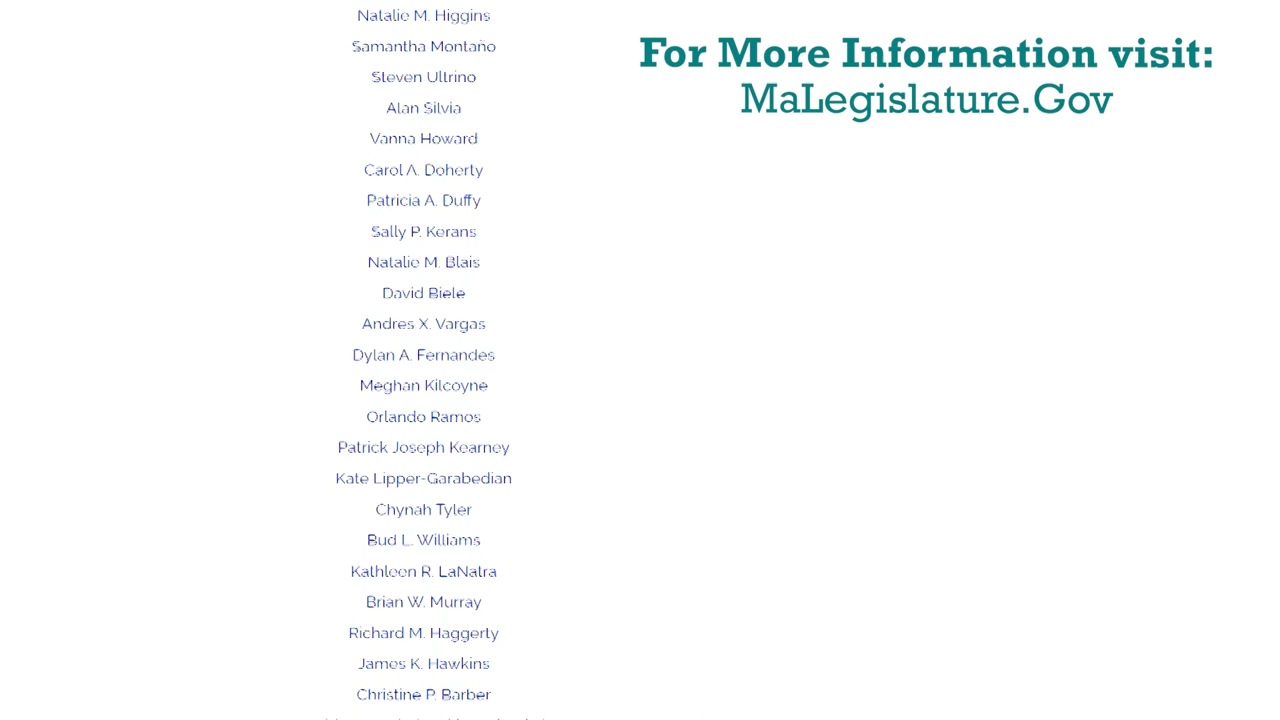 Natalie M. Higgins
Samantha Montaño
Steven Ultrino
Alan Silvia
Vanna Howard
Carol A. Doherty
Patricia A. Duffy
Sally P. Kerans
Natalie M. Blais
David Biele
Andres X. Vargas
Dylan A. Fernandes
Meghan Kilcoyne
Orlando Ramos
Patrick Joseph Kearney
Kate Lipper-Garabedian
Chynah Tyler
Bud L. Williams
Kathleen R. LaNatra
Brian W. Murray
Richard M. Haggerty
James K. Hawkins
Christine P. Barber
For More Information visit:
MaLegislature.Gov